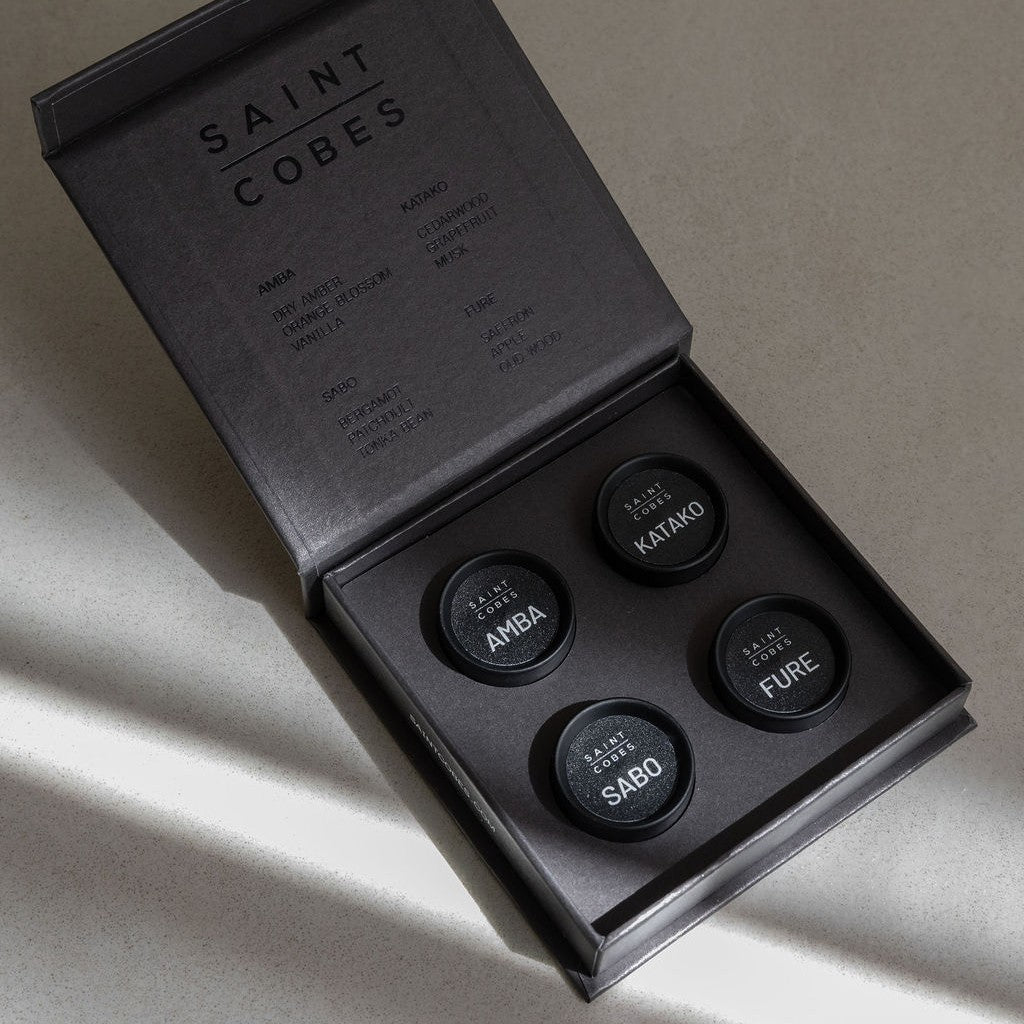 SAINT
COBES
AMBA
DRY AMBER
ORANGE BLOSSOM
VANILLA
KATAKO
CEDARWOOD
GRAPEFRUIT
MUSK
SABO
BERGAMOT
PATCHOULI
TONKA BEAN
FURE
SAFFRON
APPLE
OUD WOOD
SAINT
COBES
AMBA
SAINT
COBES
KATAKO
SAINT
COBES
SABO
SAINT
COBES
FURE